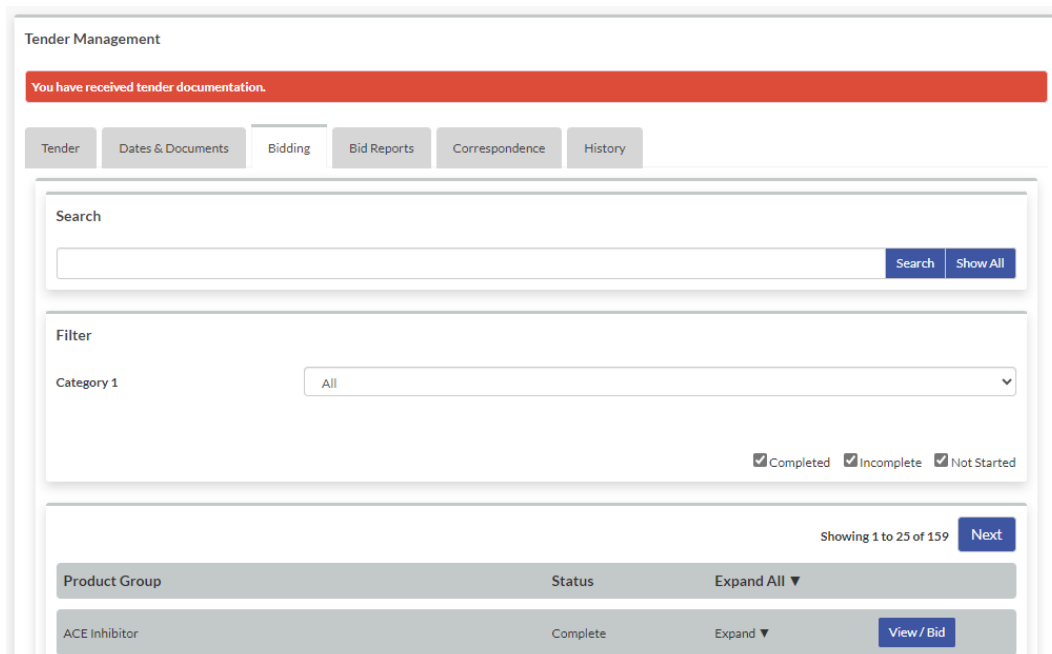 Tender Management
You have received tender documentation.
Tender Dates & Documents Bidding Bid Reports Correspondence History
Search
Search Show All
Filter
Category 1 All
Completed Incomplete Not Started
Showing 1 to 25 of 159 Next
Product Group Status Expand All ▼
ACE Inhibitor Complete Expand ▼ View / Bid